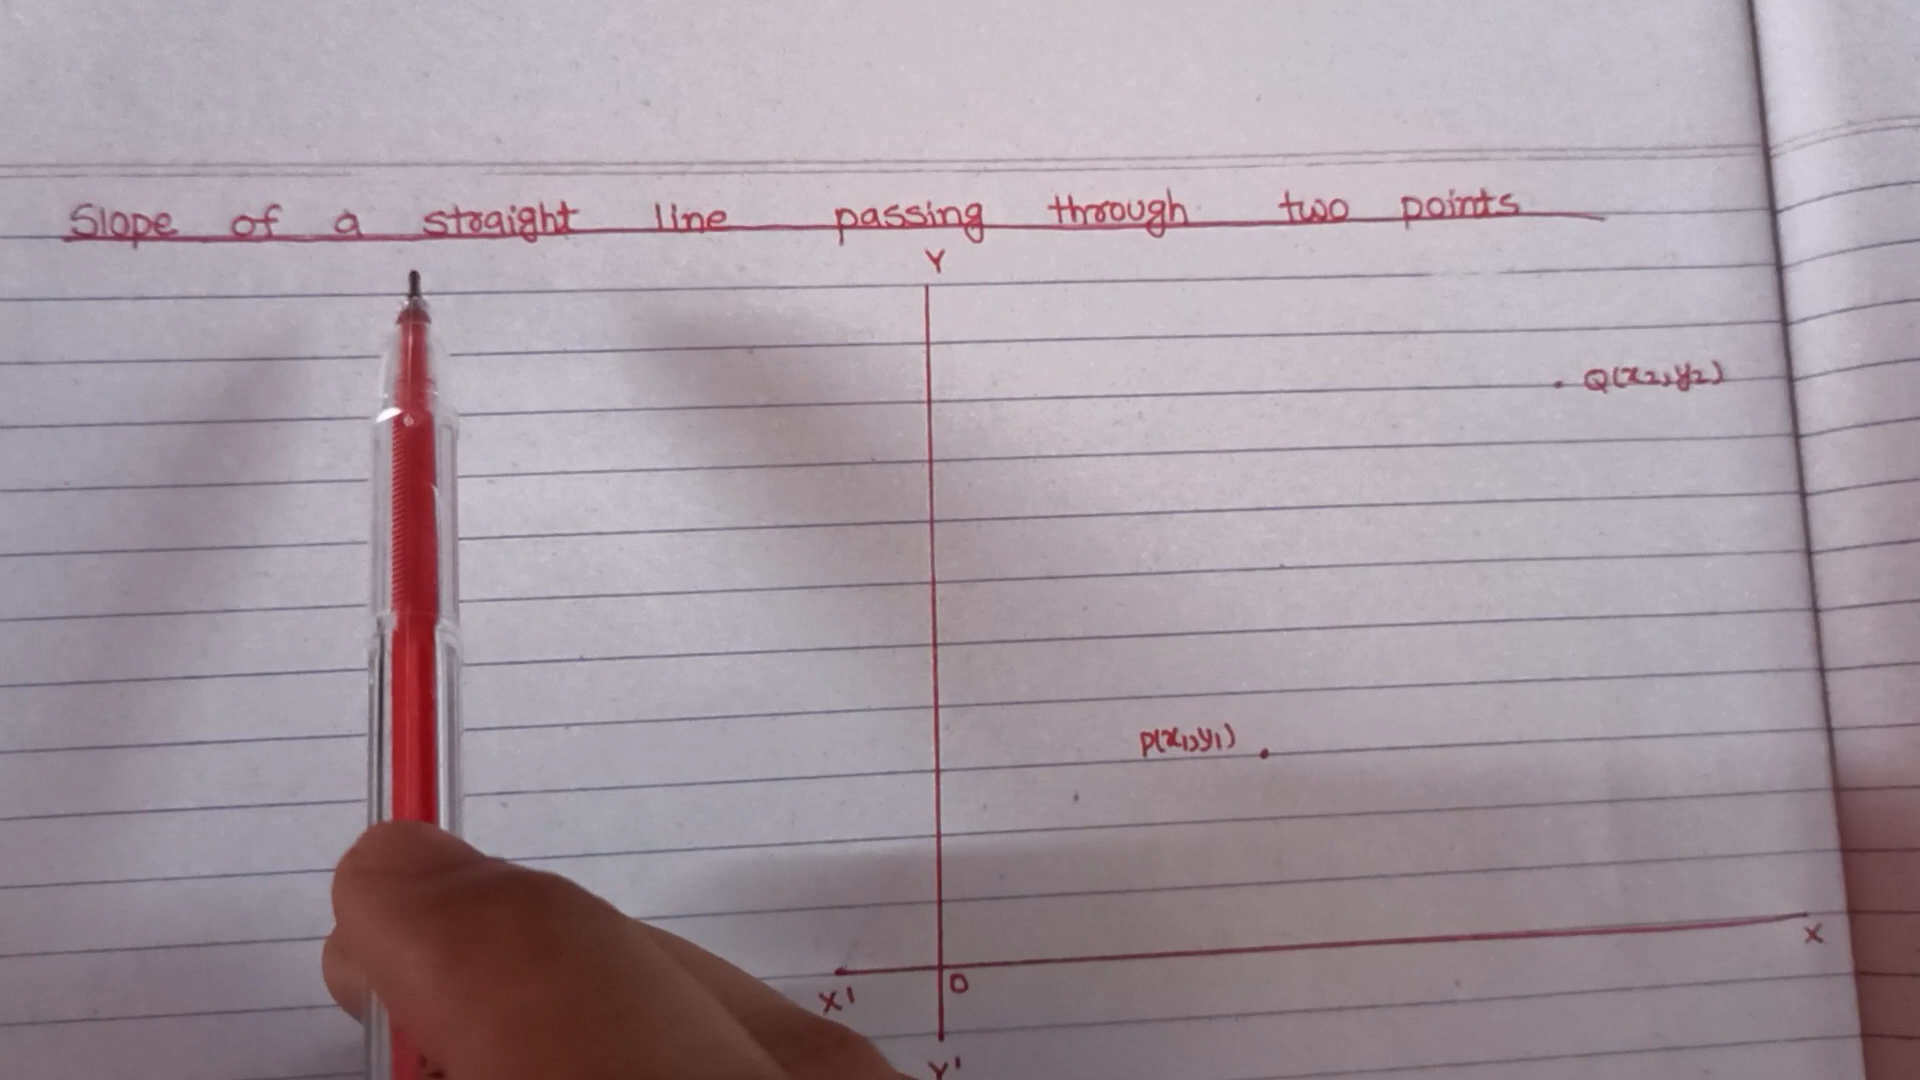 Slope of a straight line passing through two points
Y
Q(x₂,y₂)
P(x₁,y₁)
X
X' O
Y'